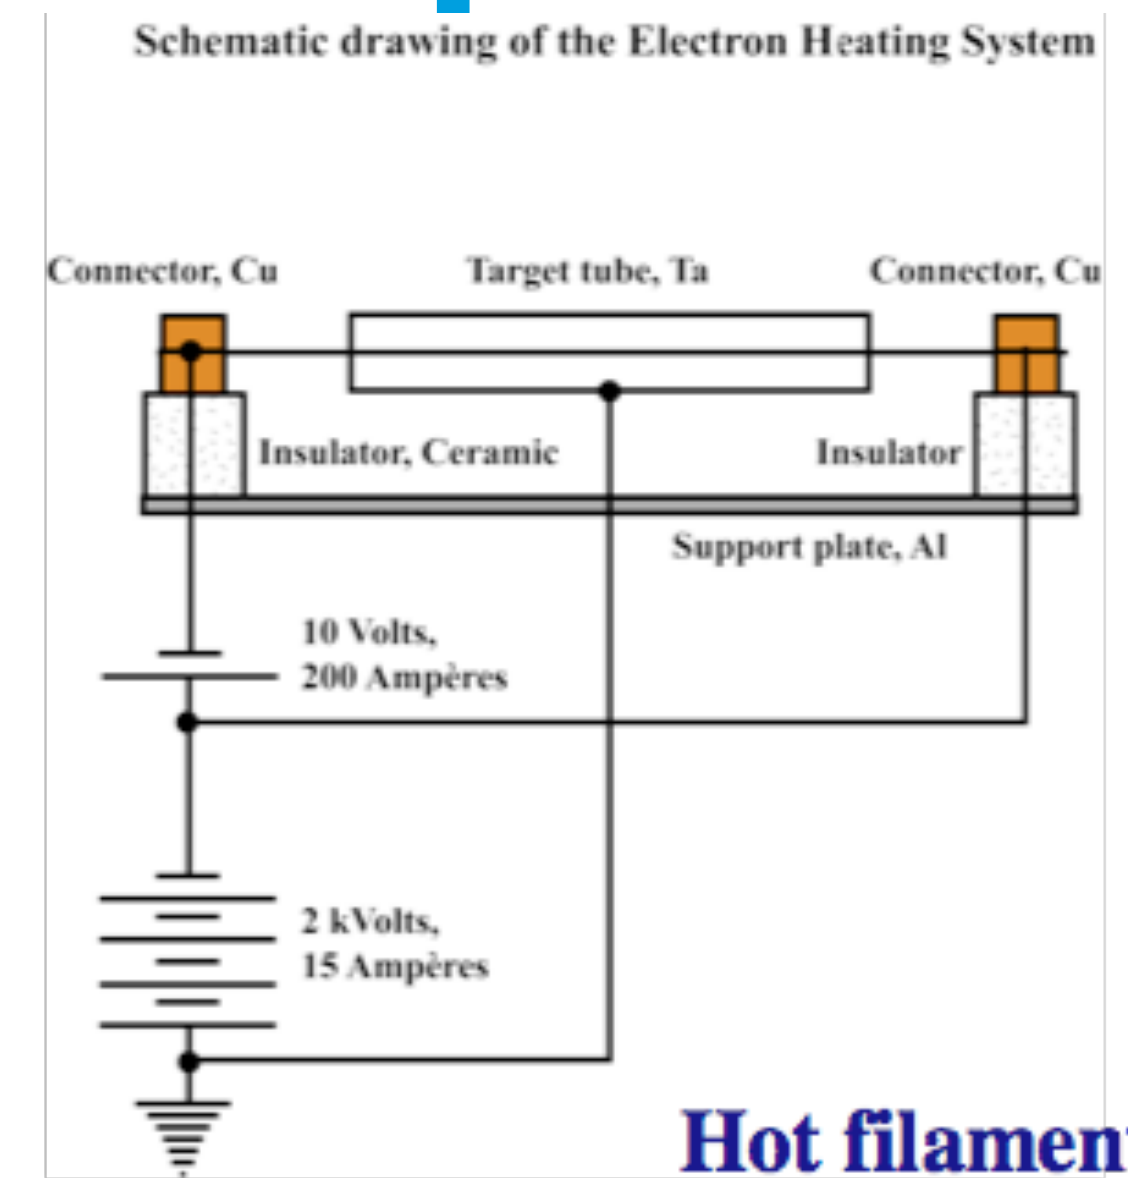 Schematic drawing of the Electron Heating System
Connector, Cu
Target tube, Ta
Connector, Cu
Insulator, Ceramic
Insulator
Support plate, Al
10 Volts,
200 Ampères
2 kVolts,
15 Ampères
Hot filament